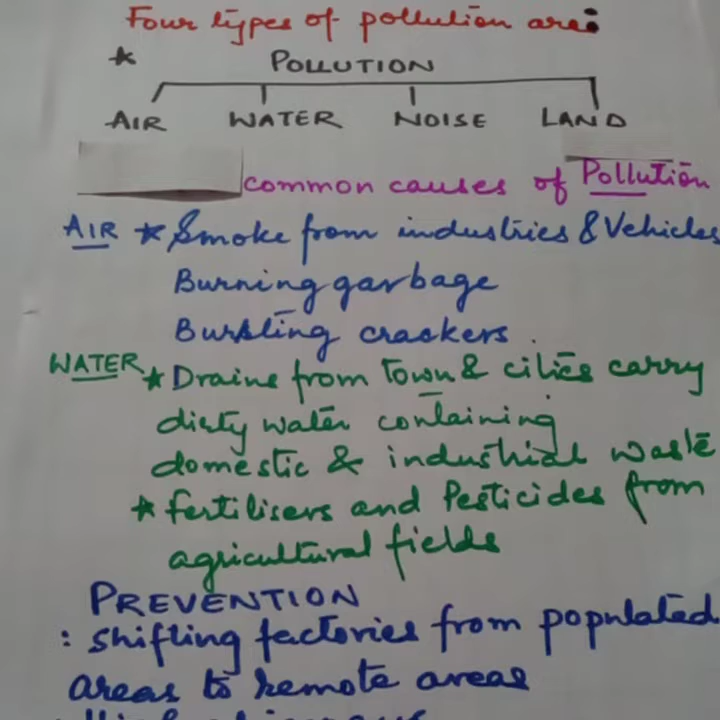 Four types of pollution are:
* POLLUTION
AIR WATER NOISE LAND
common causes of Pollution
AIR * Smoke from industries & Vehicles
Burning garbage
Bursting crackers
WATER * Drains from town & cities carry
dirty water containing
domestic & industrial waste
* fertilisers and Pesticides from
agricultural fields
PREVENTION
: shifting factories from populated
areas to remote areas